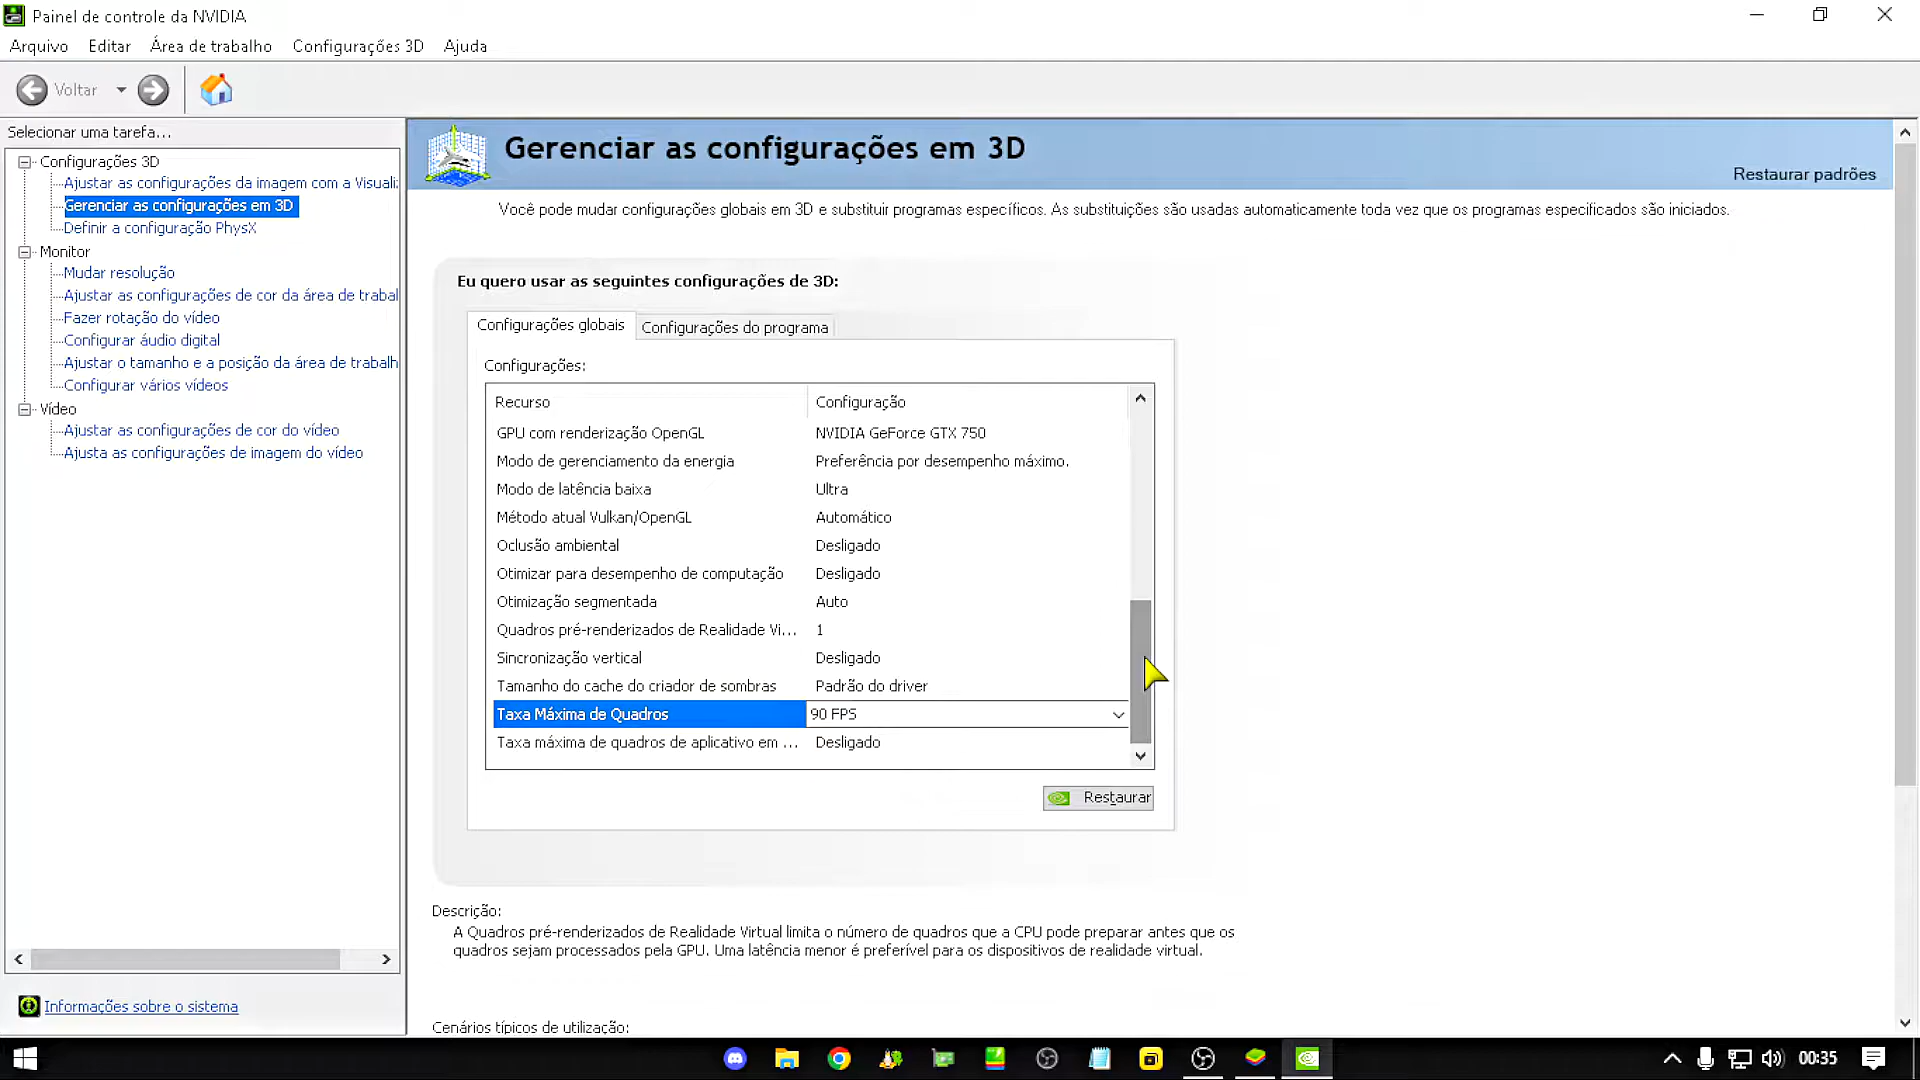 Painel de controle da NVIDIA
Arquivo Editar Área de trabalho Configurações 3D Ajuda
Voltar
Selecionar uma tarefa...
Configurações 3D
Ajustar as configurações da imagem com a Visuali
Gerenciar as configurações em 3D
Definir a configuração PhysX
Monitor
Mudar resolução
Ajustar as configurações de cor da área de trabal
Fazer rotação do vídeo
Configurar áudio digital
Ajustar o tamanho e a posição da área de trabalh
Configurar vários vídeos
Vídeo
Ajustar as configurações de cor do vídeo
Ajusta as configurações de imagem do vídeo
Informações sobre o sistema
Gerenciar as configurações em 3D
Restaurar padrões
Você pode mudar configurações globais em 3D e substituir programas específicos. As substituições são usadas automaticamente toda vez que os programas especificados são iniciados.
Eu quero usar as seguintes configurações de 3D:
Configurações globais Configurações do programa
Configurações:
Recurso Configuração
GPU com renderização OpenGL NVIDIA GeForce GTX 750
Modo de gerenciamento da energia Preferência por desempenho máximo.
Modo de latência baixa Ultra
Método atual Vulkan/OpenGL Automático
Oclusão ambiental Desligado
Otimizar para desempenho de computação Desligado
Otimização segmentada Auto
Quadros pré-renderizados de Realidade Vi... 1
Sincronização vertical Desligado
Tamanho do cache do criador de sombras Padrão do driver
Taxa Máxima de Quadros 90 FPS
Taxa máxima de quadros de aplicativo em ... Desligado
Restaurar
Descrição:
A Quadros pré-renderizados de Realidade Virtual limita o número de quadros que a CPU pode preparar antes que os
quadros sejam processados pela GPU. Uma latência menor é preferível para os dispositivos de realidade virtual.
Cenários típicos de utilização:
00:35